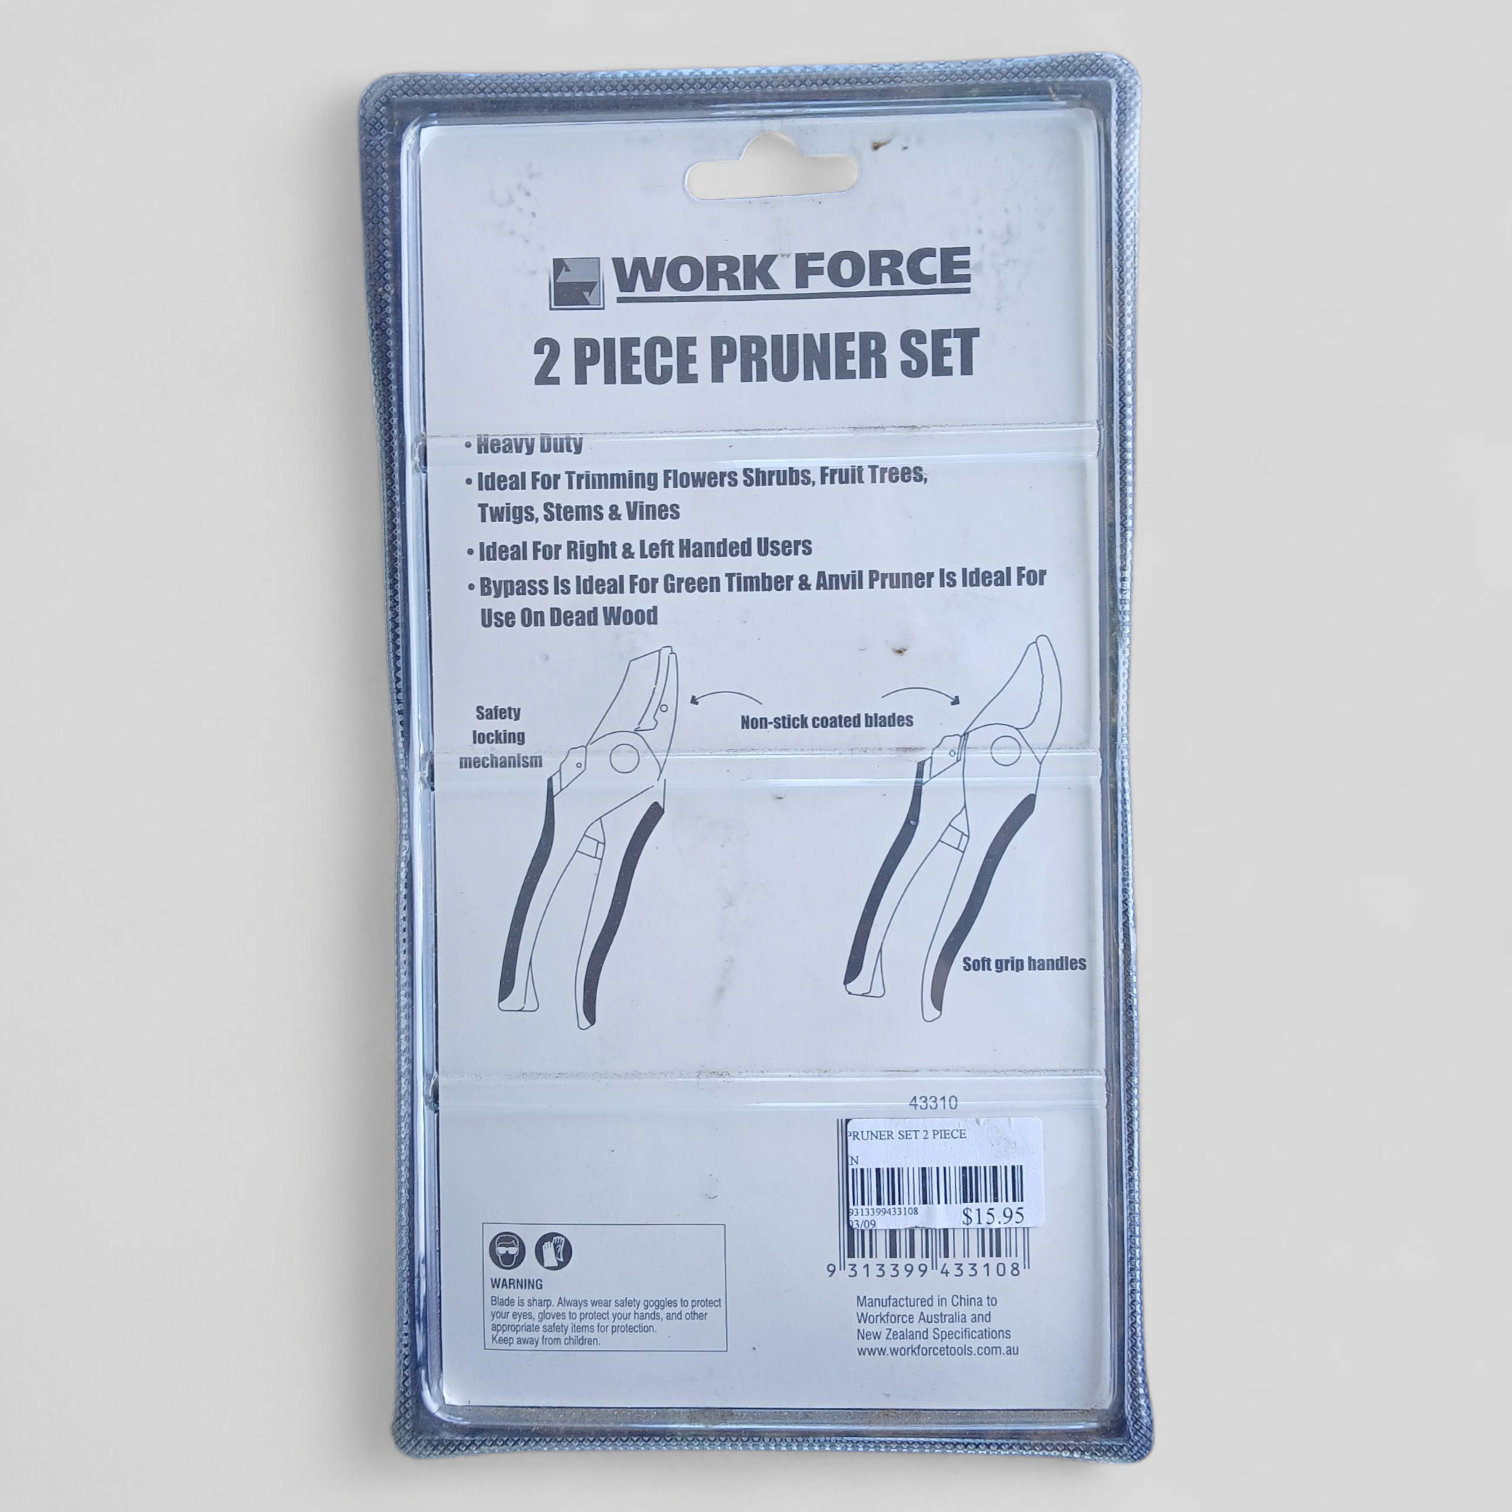 WORK FORCE
2 PIECE PRUNER SET
• Heavy Duty
• Ideal For Trimming Flowers Shrubs, Fruit Trees,
Twigs, Stems & Vines
• Ideal For Right & Left Handed Users
• Bypass Is Ideal For Green Timber & Anvil Pruner Is Ideal For
Use On Dead Wood
Safety
locking
mechanism
Non-stick coated blades
Soft grip handles
43310
PRUNER SET 2 PIECE
N
9313399433108
03/09 $15.95
9 313399 433108
WARNING
Blade is sharp. Always wear safety goggles to protect
your eyes, gloves to protect your hands, and other
appropriate safety items for protection.
Keep away from children.
Manufactured in China to
Workforce Australia and
New Zealand Specifications
www.workforcetools.com.au